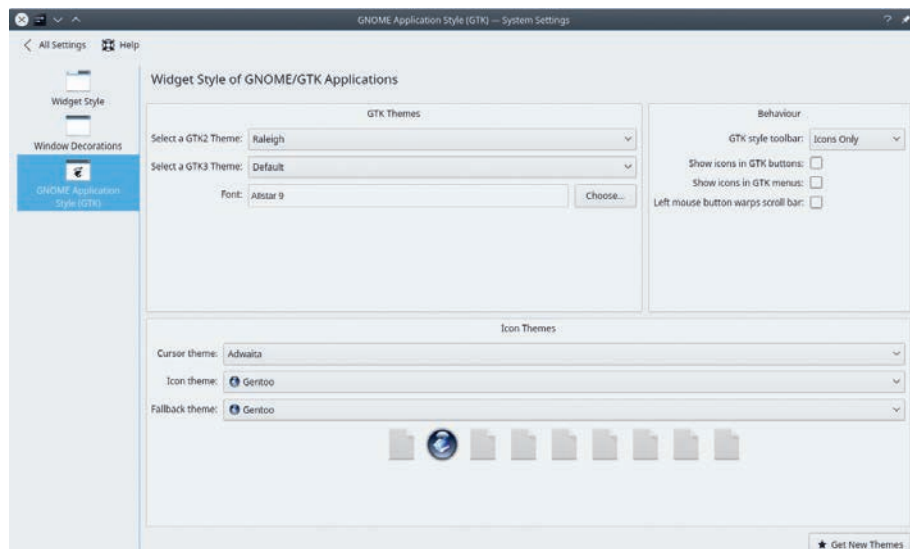 GNOME Application Style (GTK) — System Settings
?
All Settings Help
Widget Style
Window Decorations
GNOME Application
Style (GTK)
Widget Style of GNOME/GTK Applications
GTK Themes
Select a GTK2 Theme: Raleigh
Select a GTK3 Theme: Default
Font: Allstar 9 Choose...
Behaviour
GTK style toolbar: Icons Only
Show icons in GTK buttons:
Show icons in GTK menus:
Left mouse button warps scroll bar:
Icon Themes
Cursor theme: Adwaita
Icon theme: Gentoo
Fallback theme: Gentoo
Get New Themes